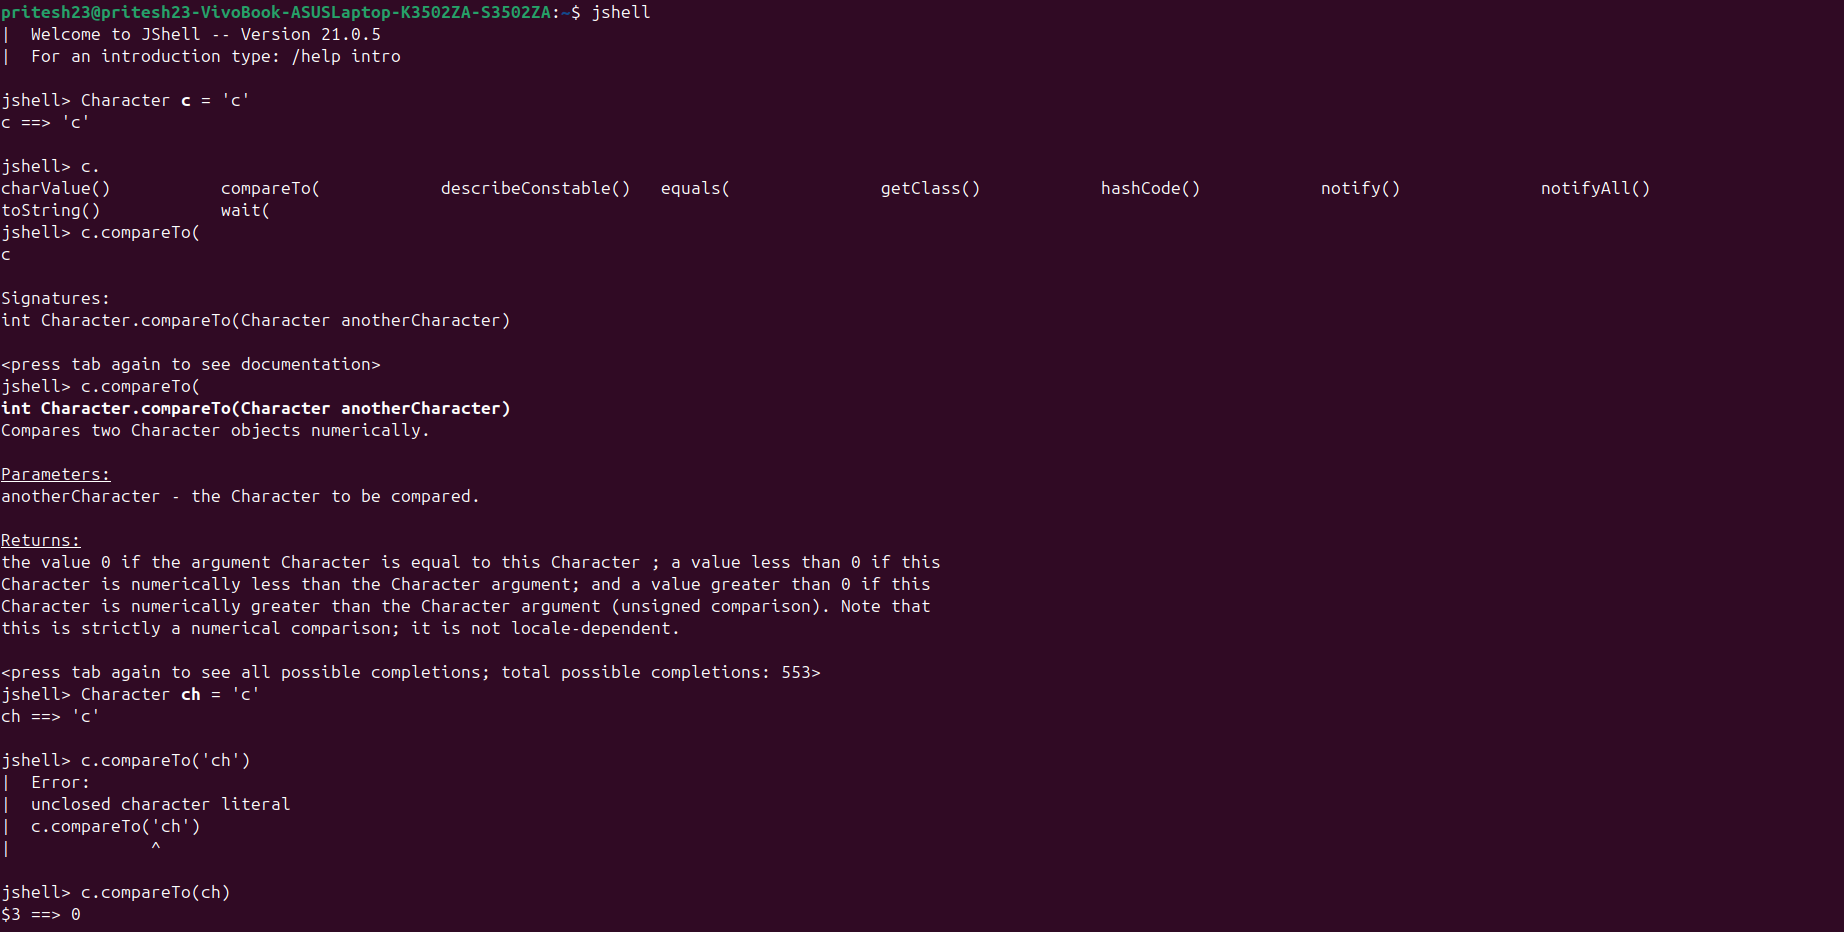 pritesh23@pritesh23-VivoBook-ASUSLaptop-K3502ZA-S3502ZA:~$ jshell
|  Welcome to JShell -- Version 21.0.5
|  For an introduction type: /help intro

jshell> Character c = 'c'
c ==> 'c'

jshell> c.
charValue()           compareTo(            describeConstable()   equals(               getClass()            hashCode()            notify()              notifyAll()
toString()            wait(
jshell> c.compareTo(
c

Signatures:
int Character.compareTo(Character anotherCharacter)

<press tab again to see documentation>
jshell> c.compareTo(
int Character.compareTo(Character anotherCharacter)
Compares two Character objects numerically.

Parameters:
anotherCharacter - the Character to be compared.

Returns:
the value 0 if the argument Character is equal to this Character ; a value less than 0 if this
Character is numerically less than the Character argument; and a value greater than 0 if this
Character is numerically greater than the Character argument (unsigned comparison). Note that
this is strictly a numerical comparison; it is not locale-dependent.

<press tab again to see all possible completions; total possible completions: 553>
jshell> Character ch = 'c'
ch ==> 'c'

jshell> c.compareTo('ch')
|  Error:
|  unclosed character literal
|  c.compareTo('ch')
|              ^

jshell> c.compareTo(ch)
$3 ==> 0